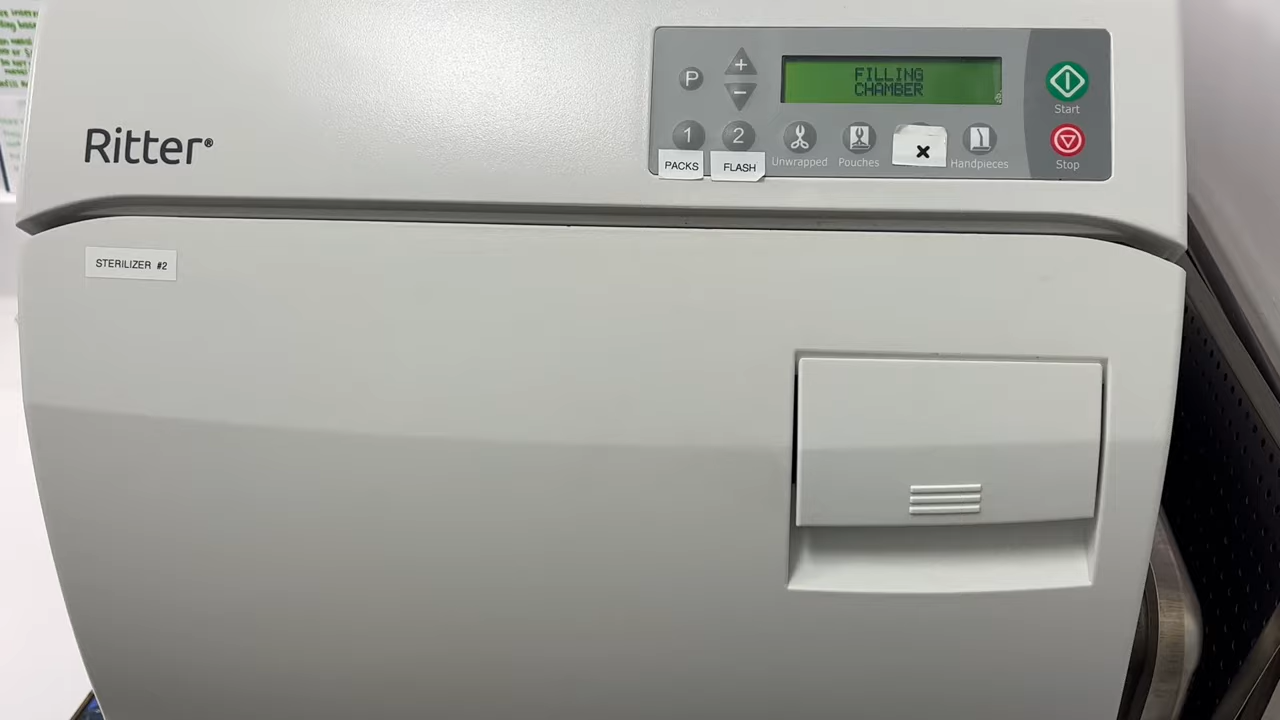 Ritter®
P
+
-
FILLING
CHAMBER
Start
1
2
PACKS
FLASH
Unwrapped
Pouches
×
Handpieces
Stop
STERILIZER #2